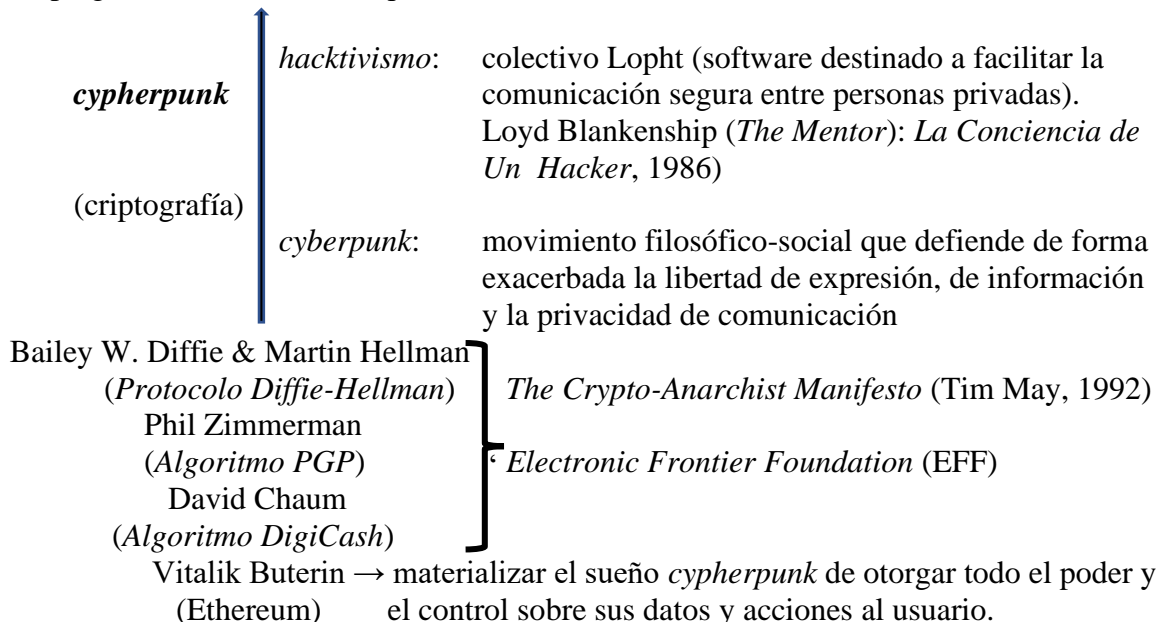 hacktivismo: colectivo Lopht (software destinado a facilitar la
cypherpunk comunicación segura entre personas privadas).
Loyd Blankenship (The Mentor): La Conciencia de
Un Hacker, 1986)
(criptografía)
cyberpunk: movimiento filosófico-social que defiende de forma
exacerbada la libertad de expresión, de información
y la privacidad de comunicación
Bailey W. Diffie & Martin Hellman
(Protocolo Diffie-Hellman) The Crypto-Anarchist Manifesto (Tim May, 1992)
Phil Zimmerman
(Algoritmo PGP) ‘ Electronic Frontier Foundation (EFF)
David Chaum
(Algoritmo DigiCash)
Vitalik Buterin → materializar el sueño cypherpunk de otorgar todo el poder y
(Ethereum) el control sobre sus datos y acciones al usuario.